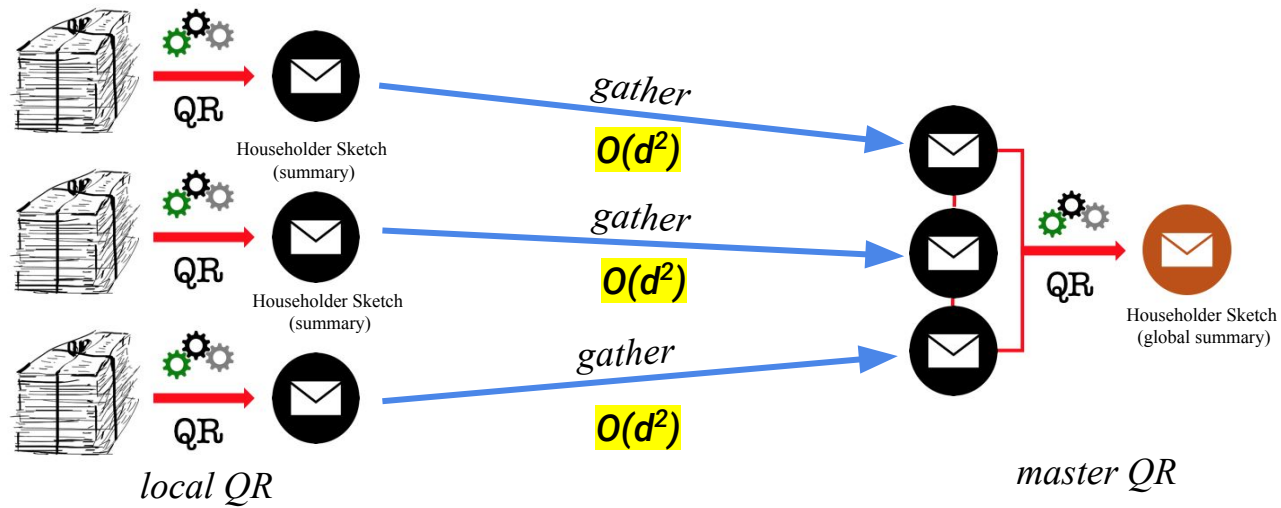 QR
Householder Sketch
(summary)
gather
O(d²)
QR
Householder Sketch
(summary)
gather
O(d²)
QR
gather
O(d²)
local QR
QR
Householder Sketch
(global summary)
master QR